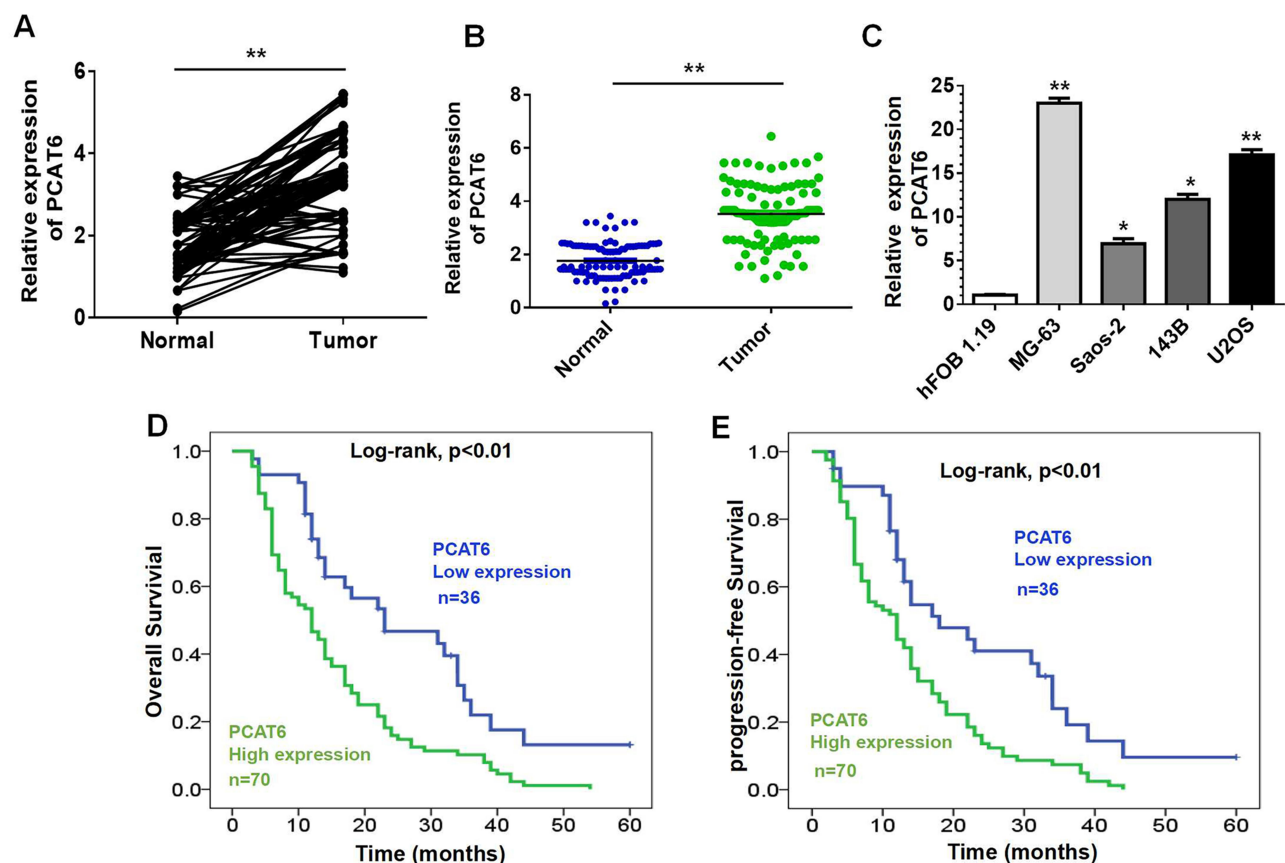 A
**
Relative expression
of PCAT6
6
4
2
0
Normal
Tumor
B
**
Relative expression
of PCAT6
8
6
4
2
0
Normal
Tumor
C
Relative expression
of PCAT6
25
20
15
10
5
0
**
*
*
**
hFOB 1.19
MG-63
Saos-2
143B
U2OS
D
Log-rank, p<0.01
Overall Survivial
1.0
0.8
0.6
0.4
0.2
0.0
PCAT6
Low expression
n=36
PCAT6
High expression
n=70
0 10 20 30 40 50 60
Time (months)
E
Log-rank, p<0.01
progression-free Survivial
1.0
0.8
0.6
0.4
0.2
0.0
PCAT6
Low expression
n=36
PCAT6
High expression
n=70
0 10 20 30 40 50 60
Time (months)